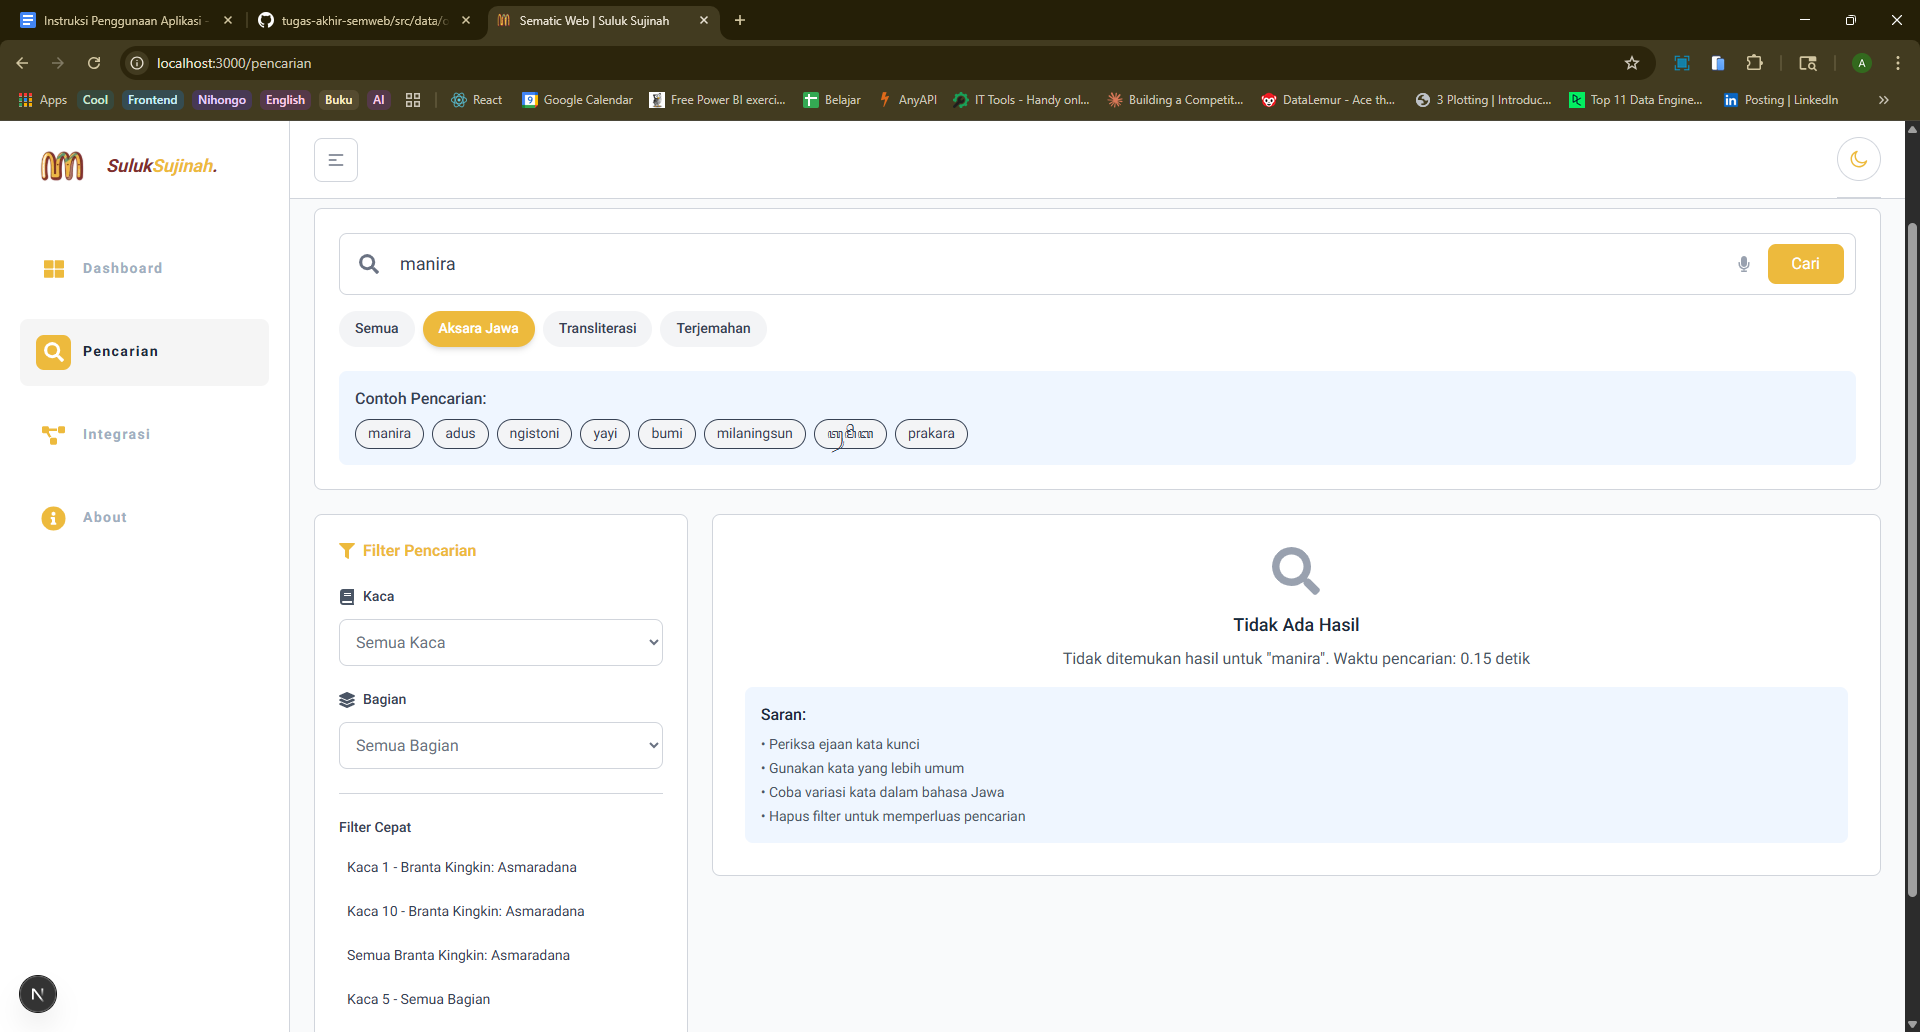 Instruksi Penggunaan Aplikasi
tugas-akhir-semweb/src/data/
Sematic Web | Suluk Sujinah
localhost:3000/pencarian
A
Apps Cool Frontend Nihongo English Buku AI React Google Calendar Free Power BI exerci... Belajar AnyAPI IT Tools - Handy onl... Building a Competit... DataLemur - Ace th... 3 Plotting | Introduc... Top 11 Data Engine... Posting | LinkedIn
SulukSujinah.
Dashboard
Pencarian
Integrasi
About
manira
Cari
Semua Aksara Jawa Transliterasi Terjemahan
Contoh Pencarian:
manira adus ngistoni yayi bumi milaningsun prakara
Filter Pencarian
Kaca
Semua Kaca
Bagian
Semua Bagian
Filter Cepat
Kaca 1 - Branta Kingkin: Asmaradana
Kaca 10 - Branta Kingkin: Asmaradana
Semua Branta Kingkin: Asmaradana
Kaca 5 - Semua Bagian
Tidak Ada Hasil
Tidak ditemukan hasil untuk "manira". Waktu pencarian: 0.15 detik
Saran:
• Periksa ejaan kata kunci
• Gunakan kata yang lebih umum
• Coba variasi kata dalam bahasa Jawa
• Hapus filter untuk memperluas pencarian
N